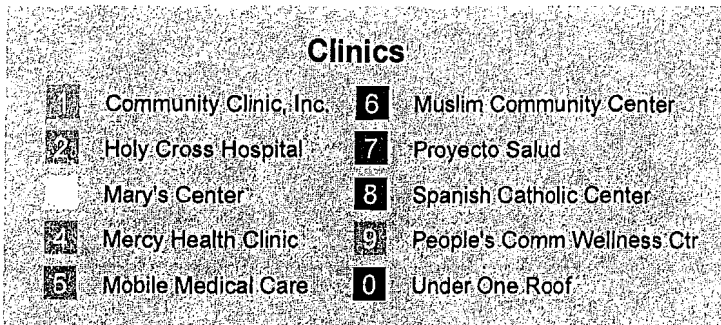 Clinics
1 Community Clinic, Inc.
2 Holy Cross Hospital
Mary's Center
4 Mercy Health Clinic
5 Mobile Medical Care
6 Muslim Community Center
7 Proyecto Salud
8 Spanish Catholic Center
9 People's Comm Wellness Ctr
0 Under One Roof